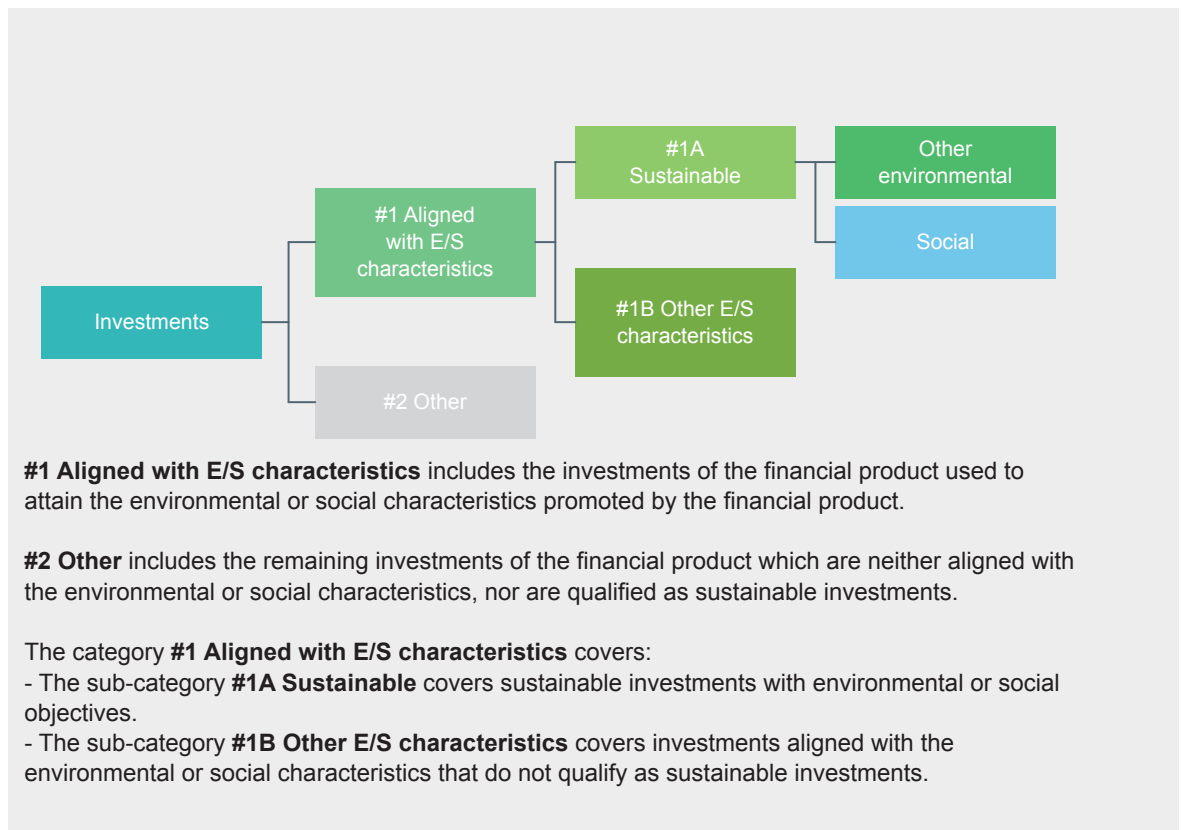 #1A
Sustainable
Other
environmental
#1 Aligned
with E/S
characteristics
Social
Investments
#1B Other E/S
characteristics
#2 Other
#1 Aligned with E/S characteristics includes the investments of the financial product used to
attain the environmental or social characteristics promoted by the financial product.
#2 Other includes the remaining investments of the financial product which are neither aligned with
the environmental or social characteristics, nor are qualified as sustainable investments.
The category #1 Aligned with E/S characteristics covers:
- The sub-category #1A Sustainable covers sustainable investments with environmental or social
objectives.
- The sub-category #1B Other E/S characteristics covers investments aligned with the
environmental or social characteristics that do not qualify as sustainable investments.